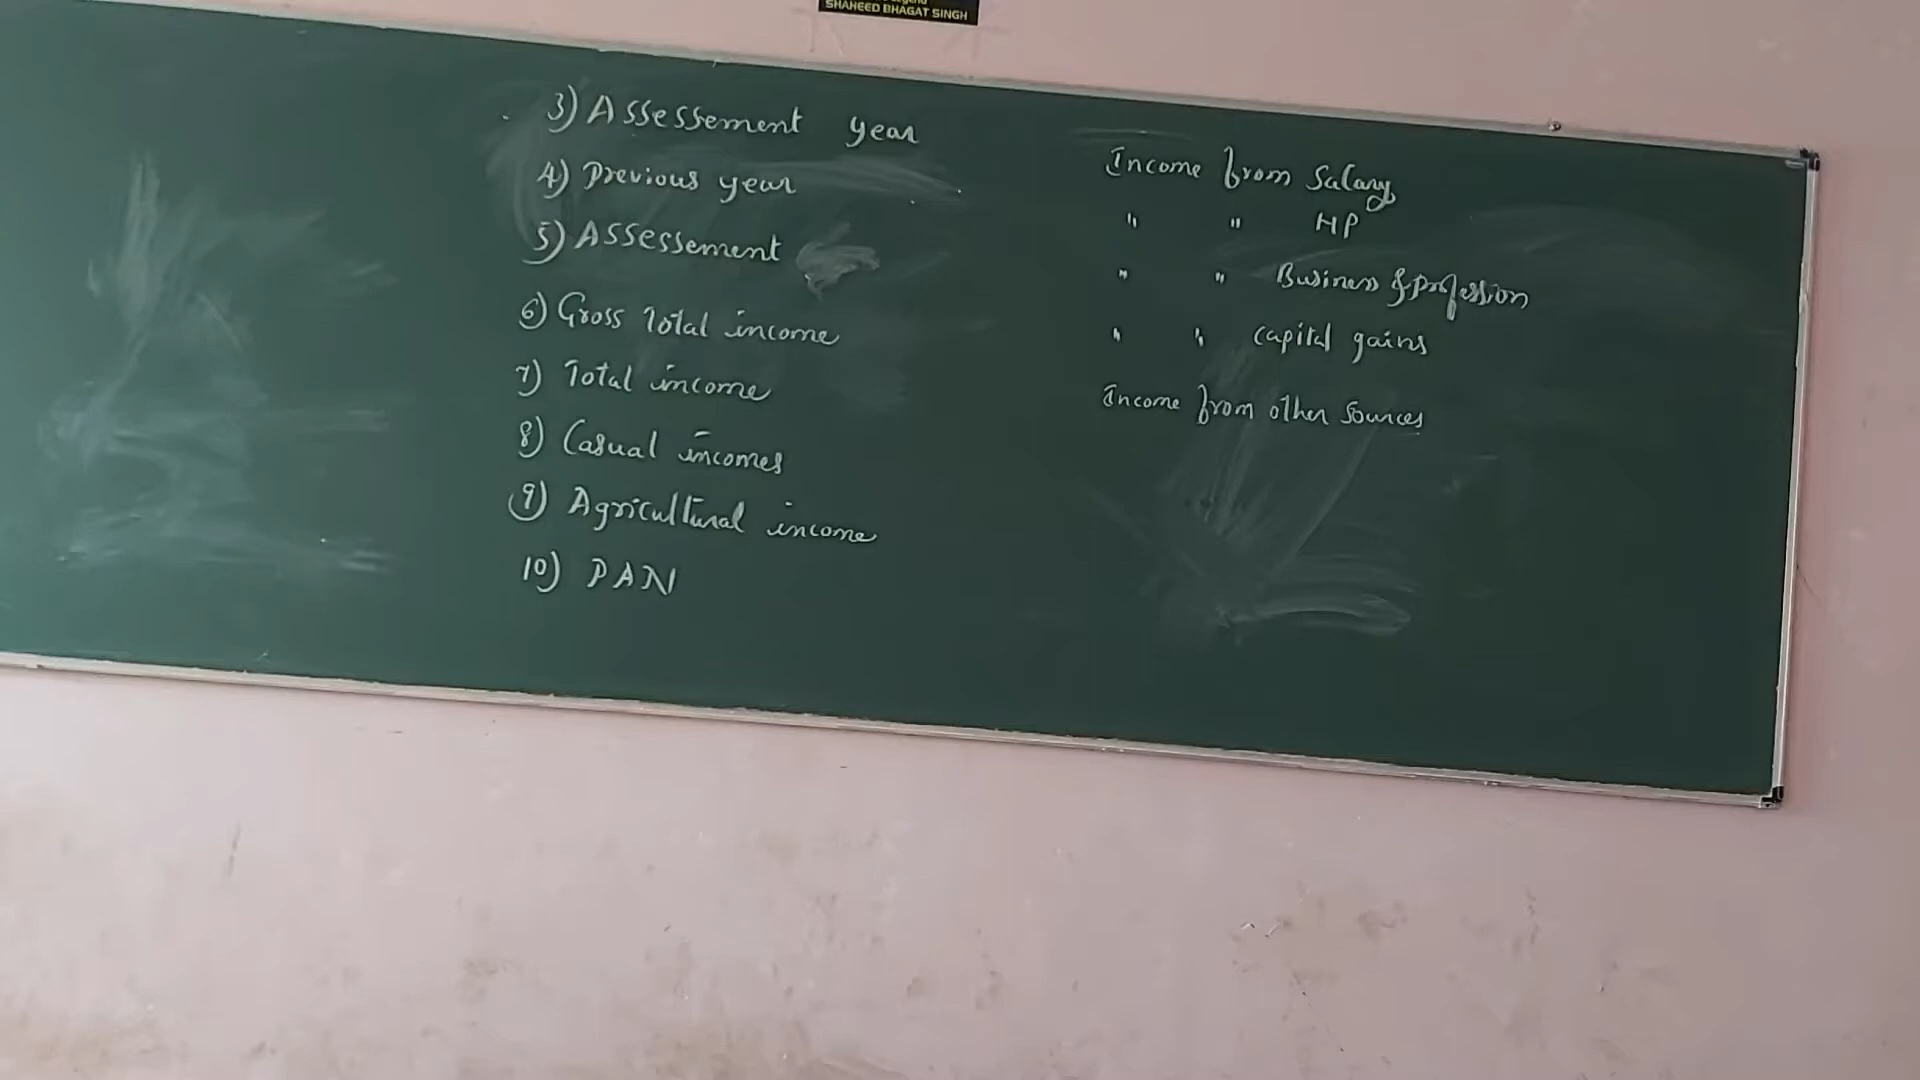 SHAHEED BHAGAT SINGH
3) Assessement year
4) Previous year
5) Assessement
6) Gross Total income
7) Total income
8) Casual incomes
9) Agricultural income
10) PAN
Income from Salary
" " HP
" " Business & profession
" " capital gains
Income from other sources